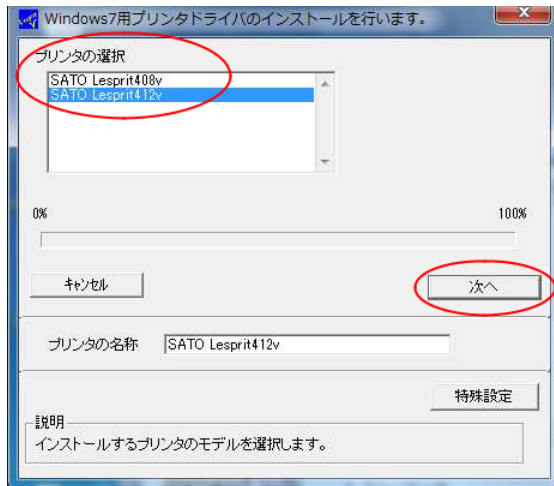 Windows7用プリンタドライバのインストールを行います。
プリンタの選択
SATO Lesprit408v
SATO Lesprit412v
0%
100%
キャンセル
次へ
プリンタの名称
SATO Lesprit412v
特殊設定
説明
インストールするプリンタのモデルを選択します。